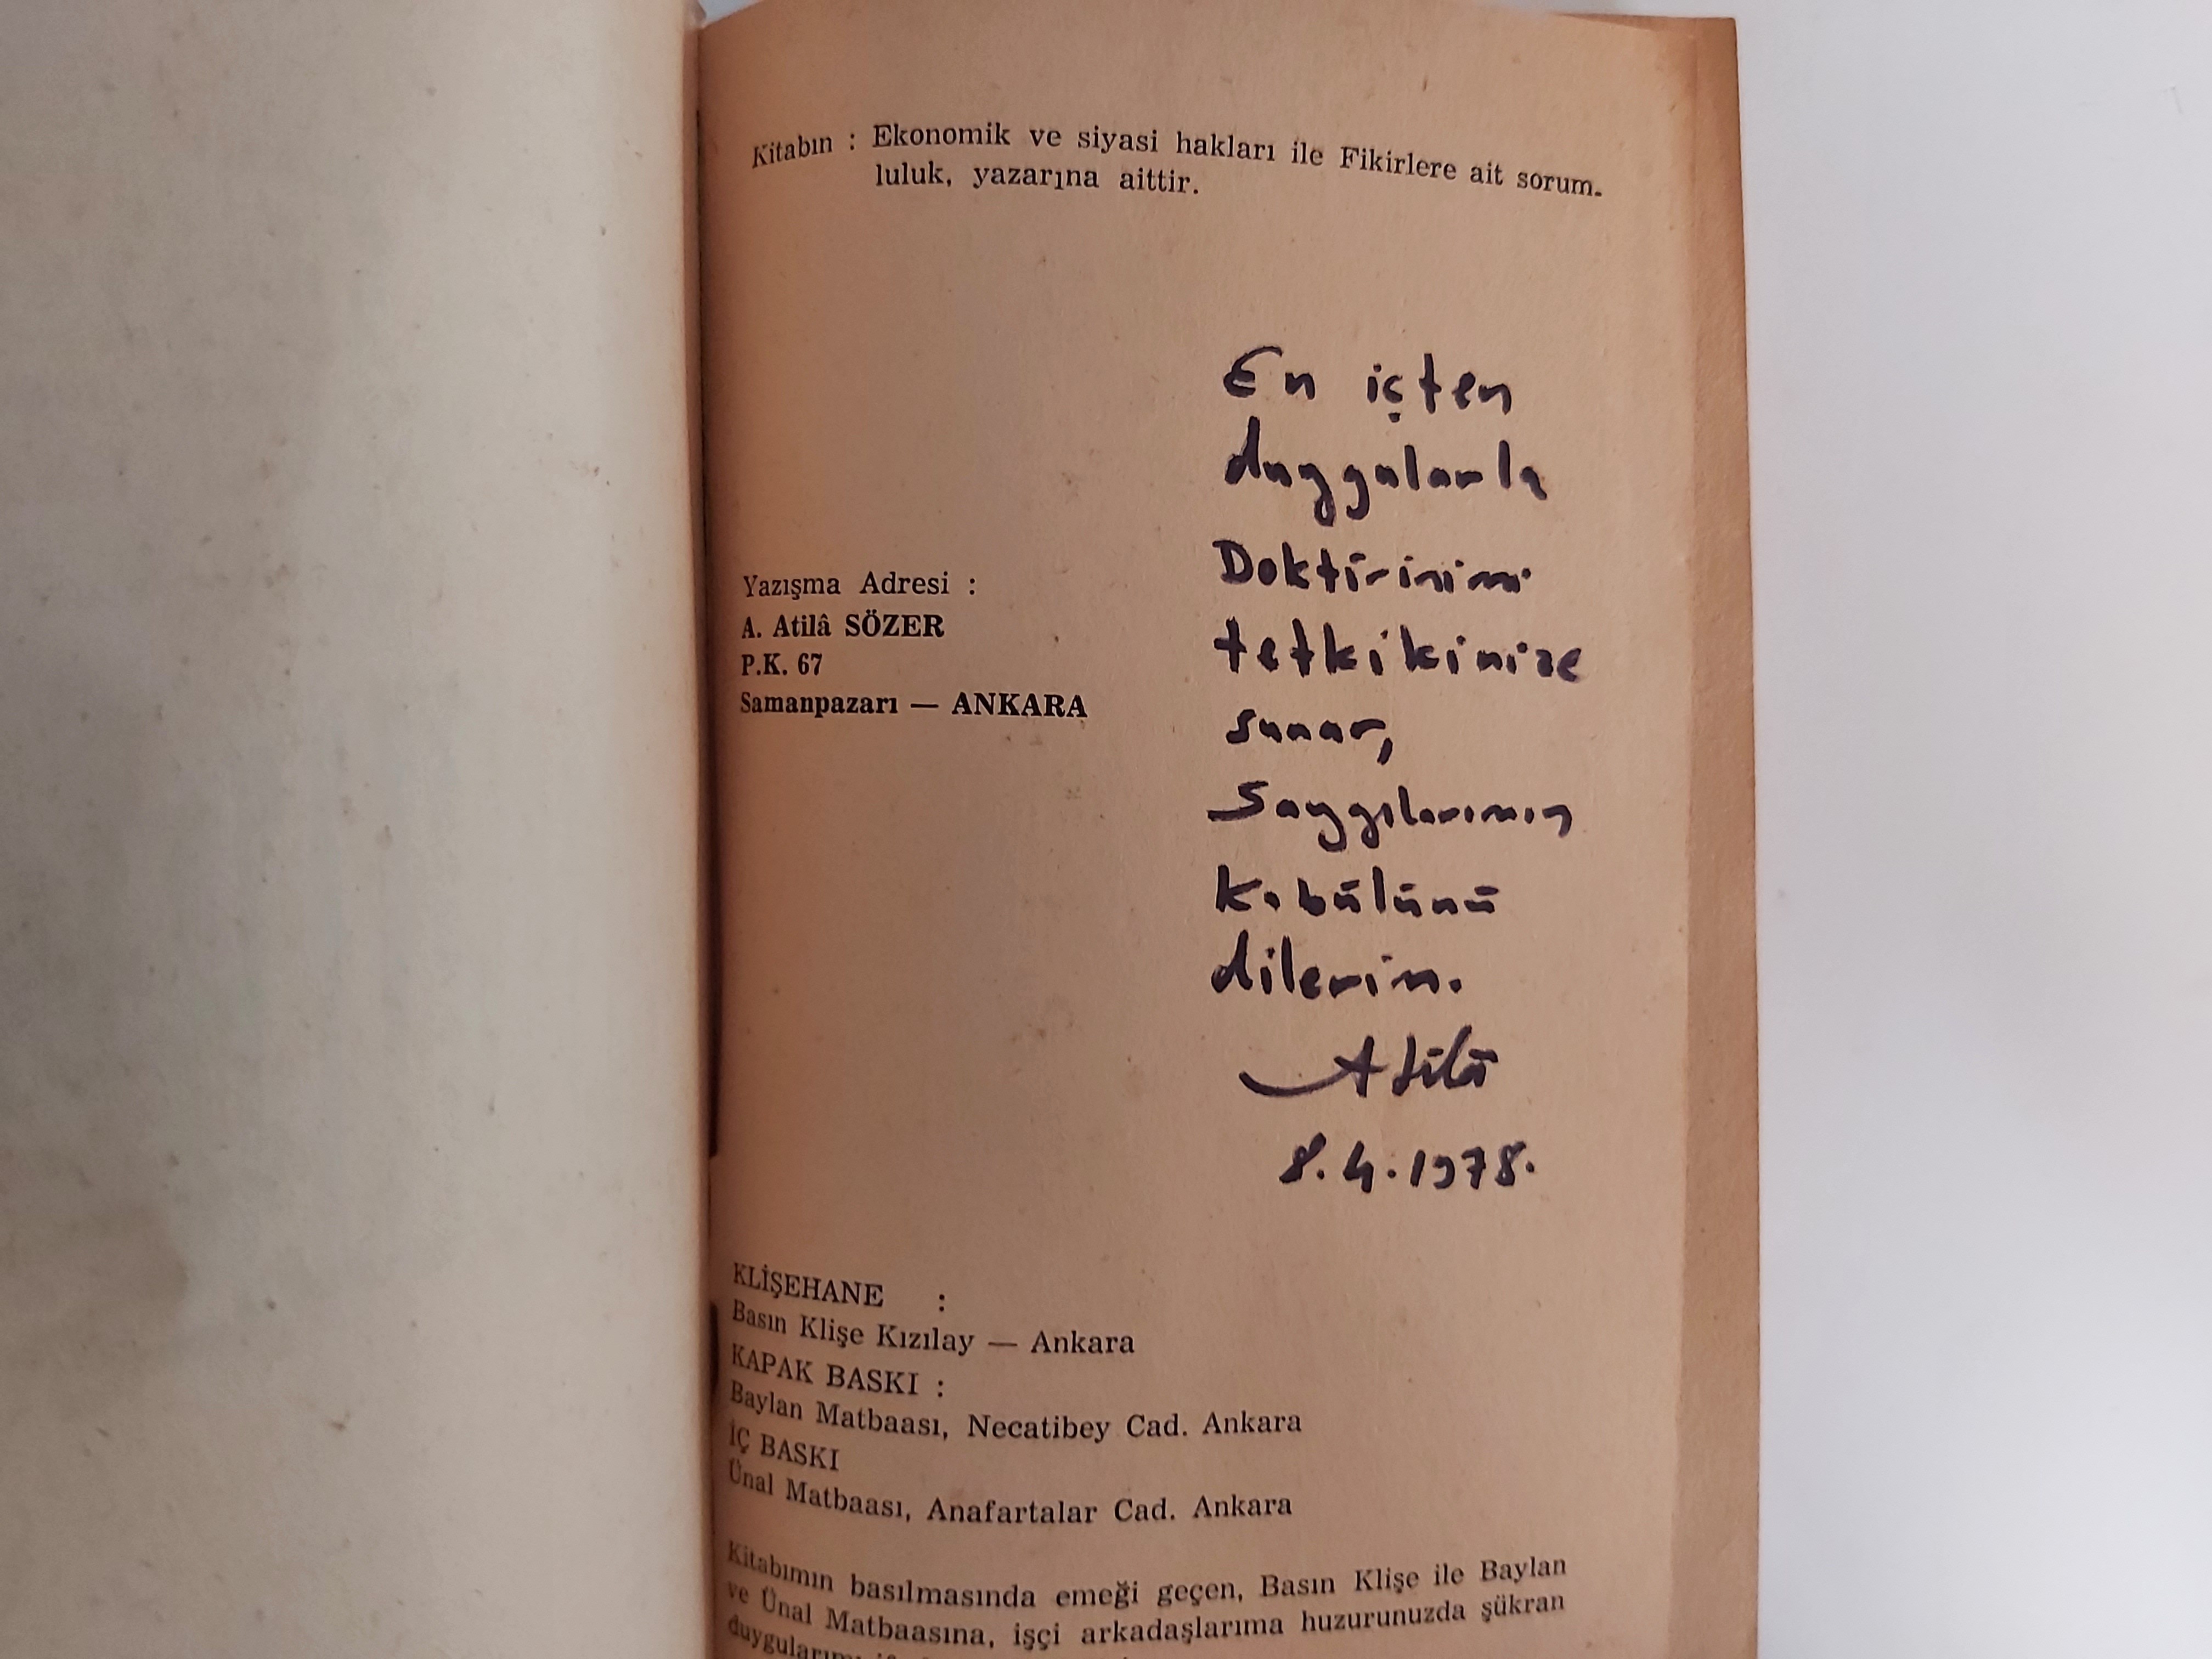 Kitabın : Ekonomik ve siyasi hakları ile Fikirlere ait sorum-
luluk, yazarına aittir.
En içten
duygularla
Doktirinimi
tetkikinize
sunar,
Saygılarımın
kabülünü
dilerim.
Atilâ
8.4.1978.
Yazışma Adresi :
A. Atilâ SÖZER
P.K. 67
Samanpazarı — ANKARA
KLİŞEHANE :
Basın Klişe Kızılay — Ankara
KAPAK BASKI :
Baylan Matbaası, Necatibey Cad. Ankara
İÇ BASKI
Ünal Matbaası, Anafartalar Cad. Ankara
Kitabımın basılmasında emeği geçen, Basın Klişe ile Baylan
ve Ünal Matbaasına, işçi arkadaşlarıma huzurunuzda şükran